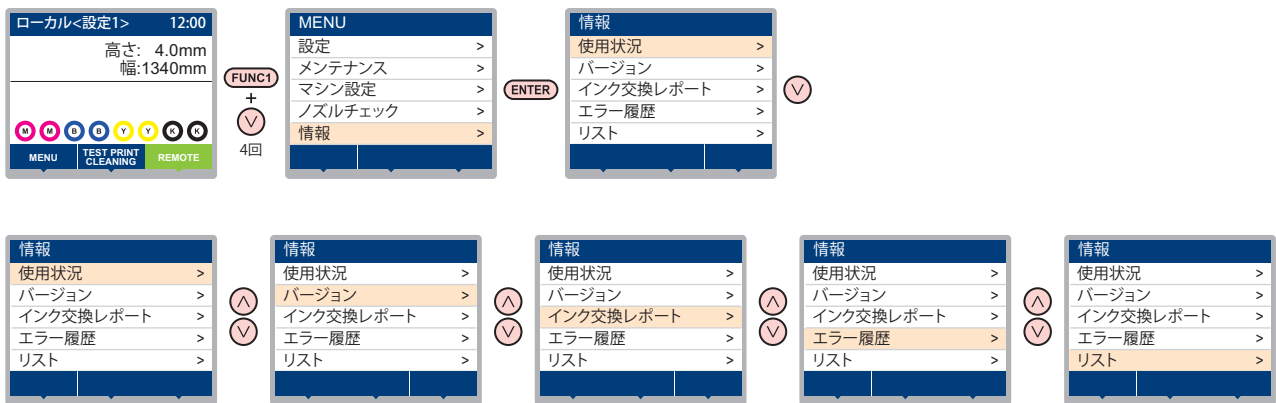 ローカル<設定1> 12:00
高さ: 4.0mm
幅:1340mm
M M B B Y Y K K
MENU TEST PRINT CLEANING REMOTE
FUNC1
+
4回
MENU
設定 >
メンテナンス >
マシン設定 >
ノズルチェック >
情報 >
ENTER
情報
使用状況 >
バージョン >
インク交換レポート >
エラー履歴 >
リスト >
情報
使用状況 >
バージョン >
インク交換レポート >
エラー履歴 >
リスト >
情報
使用状況 >
バージョン >
インク交換レポート >
エラー履歴 >
リスト >
情報
使用状況 >
バージョン >
インク交換レポート >
エラー履歴 >
リスト >
情報
使用状況 >
バージョン >
インク交換レポート >
エラー履歴 >
リスト >
情報
使用状況 >
バージョン >
インク交換レポート >
エラー履歴 >
リスト >